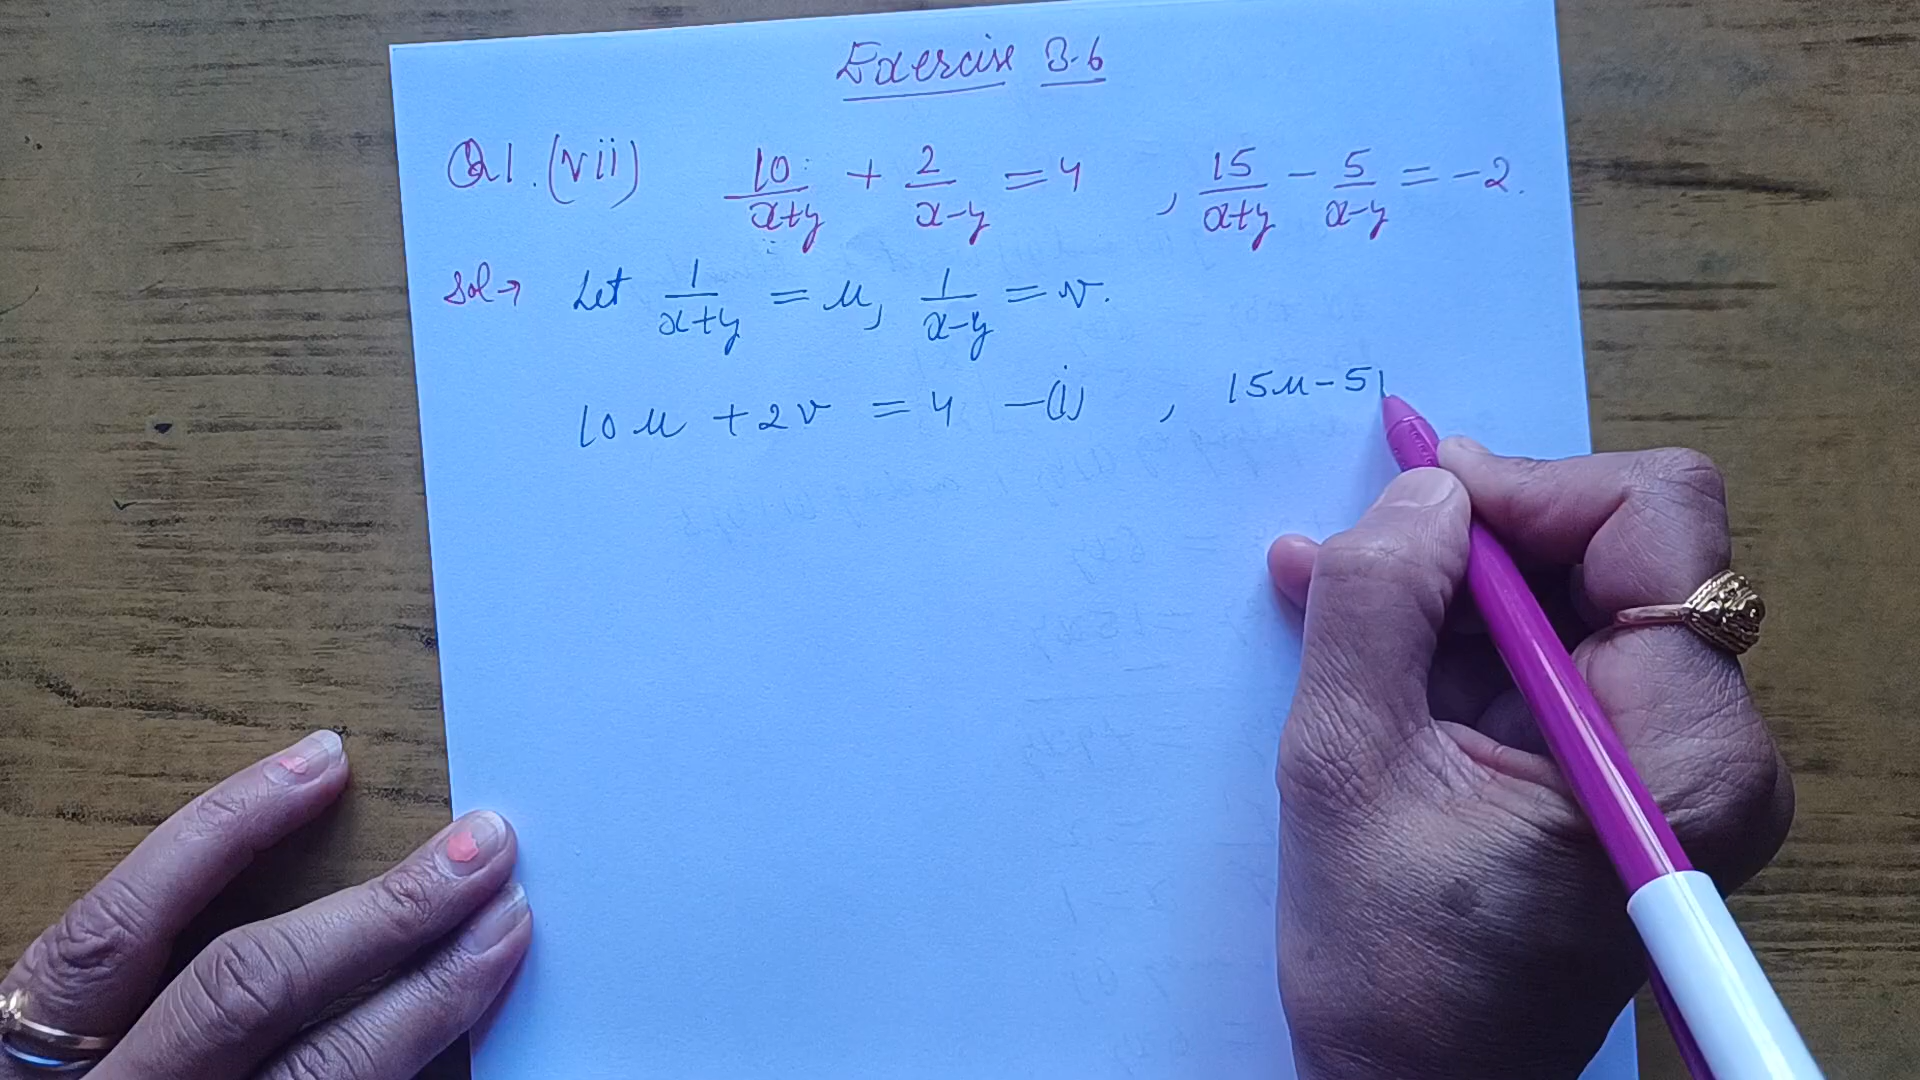 Exercise 3.6
Q1. (vii) 10/(x+y) + 2/(x-y) = 4 , 15/(x+y) - 5/(x-y) = -2.
Sol → Let 1/(x+y) = u, 1/(x-y) = v.
10u + 2v = 4 -(i) , 15u - 5